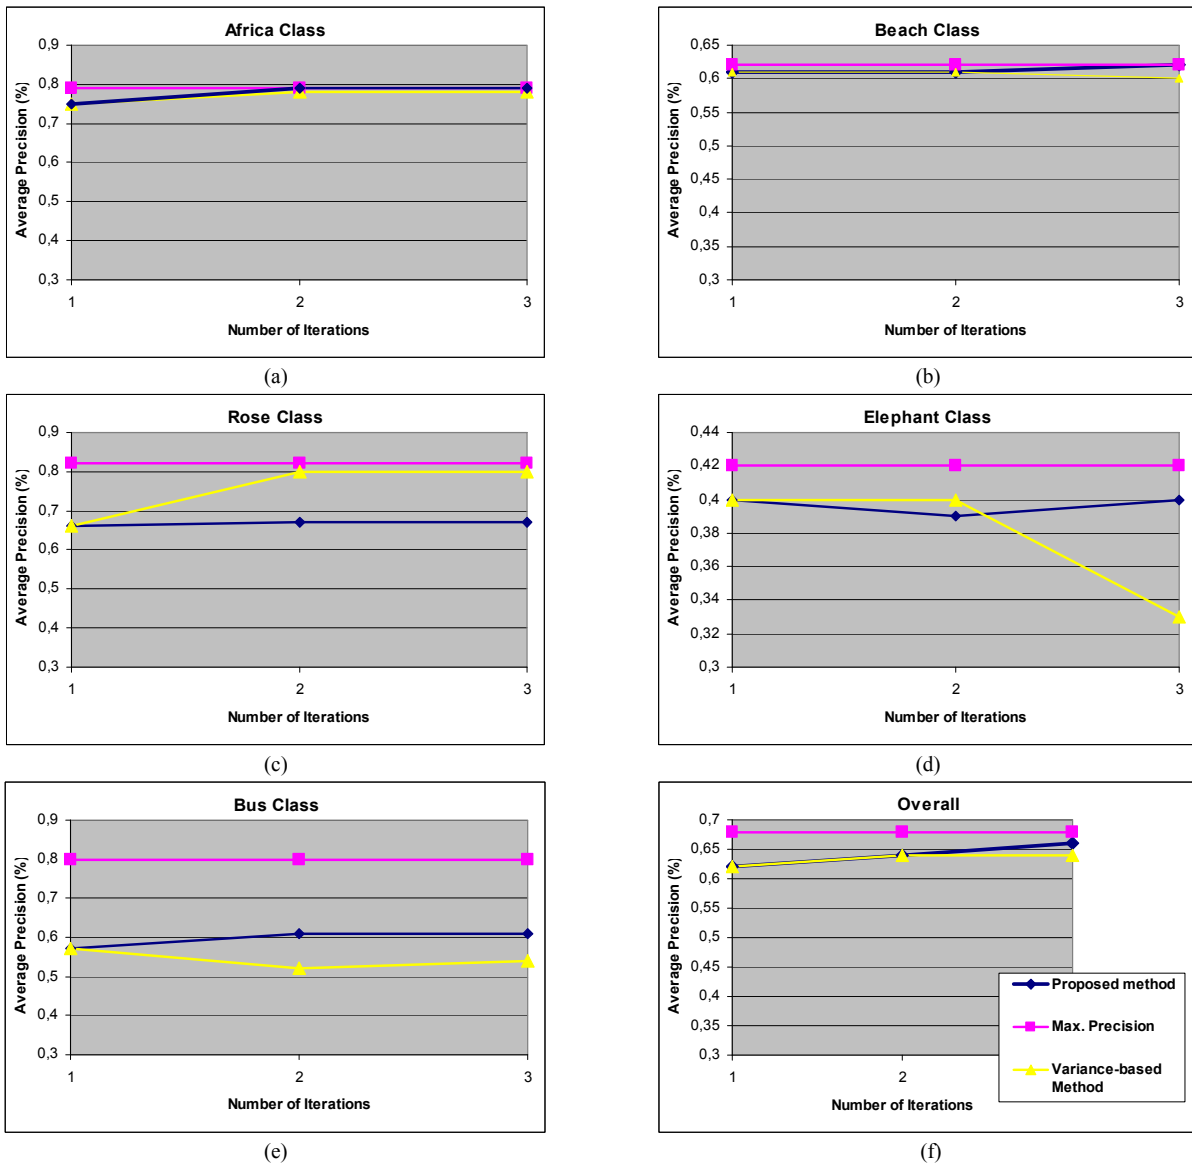 Africa Class
0,9
0,8
0,7
0,6
0,5
0,4
0,3
Average Precision (%)
1 2 3
Number of Iterations
(a)
Beach Class
0,65
0,6
0,55
0,5
0,45
0,4
0,35
0,3
Average Precision (%)
1 2 3
Number of Iterations
(b)
Rose Class
0,9
0,8
0,7
0,6
0,5
0,4
0,3
Average Precision (%)
1 2 3
Number of Iterations
(c)
Elephant Class
0,44
0,42
0,4
0,38
0,36
0,34
0,32
0,3
Average Precision (%)
1 2 3
Number of Iterations
(d)
Bus Class
0,9
0,8
0,7
0,6
0,5
0,4
0,3
Average Precision (%)
1 2 3
Number of Iterations
(e)
Overall
0,7
0,65
0,6
0,55
0,5
0,45
0,4
0,35
0,3
Average Precision (%)
1 2
Number of Iterations
Proposed method
Max. Precision
Variance-based
Method
(f)